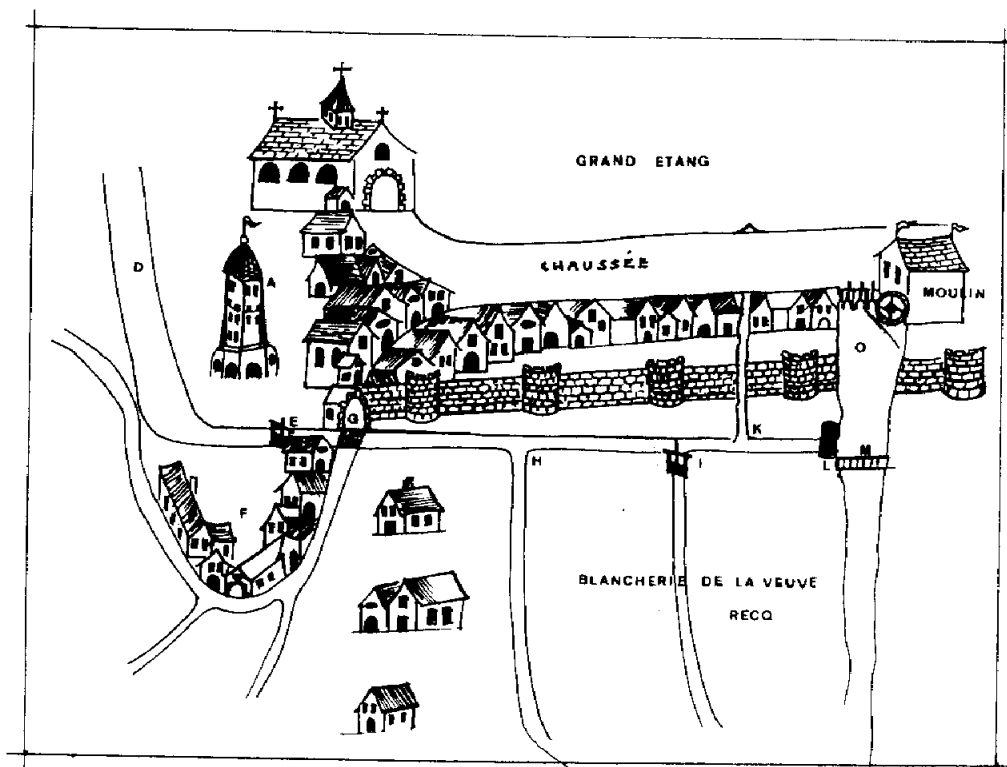 GRAND ETANG
CHAUSSÉE
D
A
MOULIN
O
E
G
K
H
I
L
M
F
BLANCHERIE DE LA VEUVE
RECQ